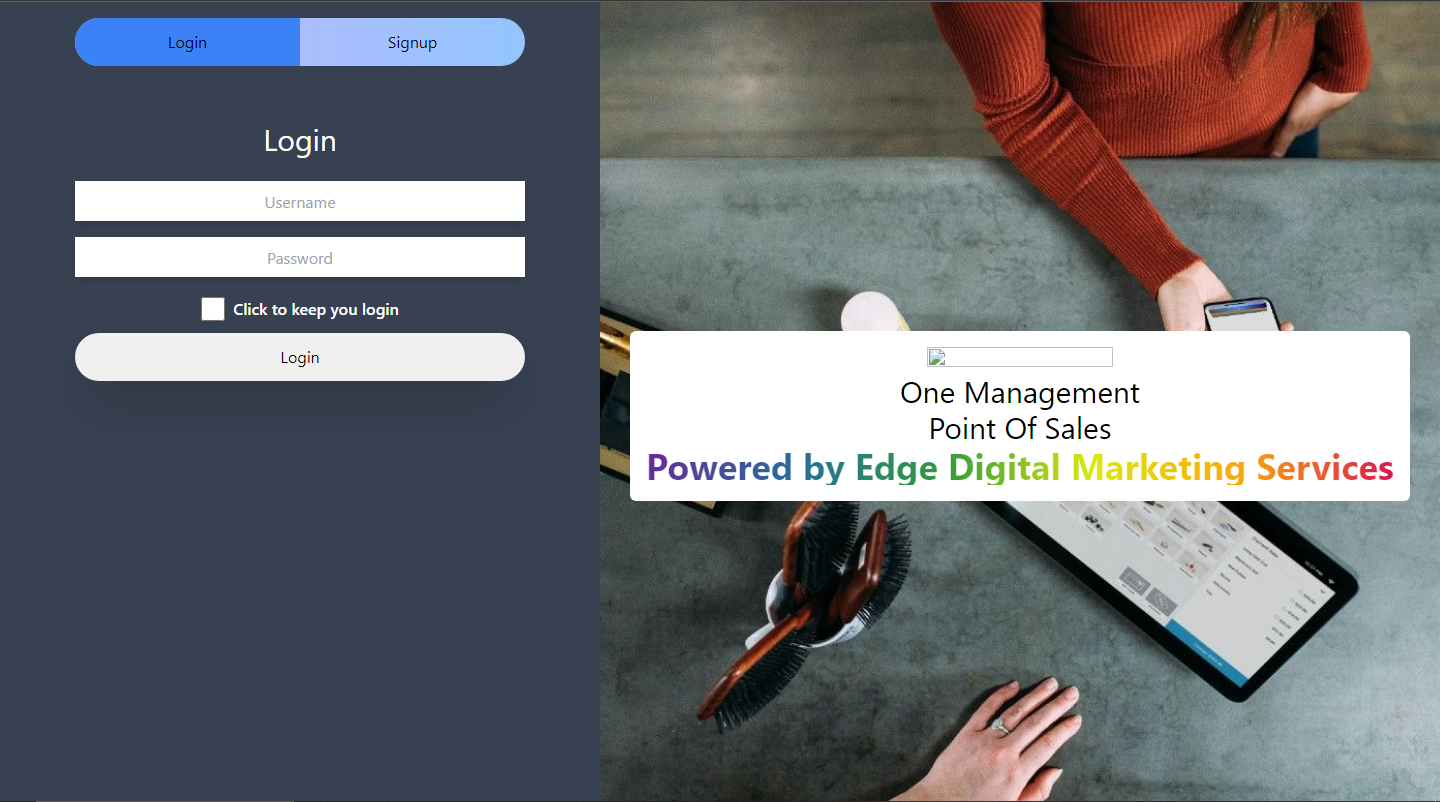 Login
Signup
Login
Username
Password
Click to keep you login
Login
One Management
Point Of Sales
Powered by Edge Digital Marketing Services